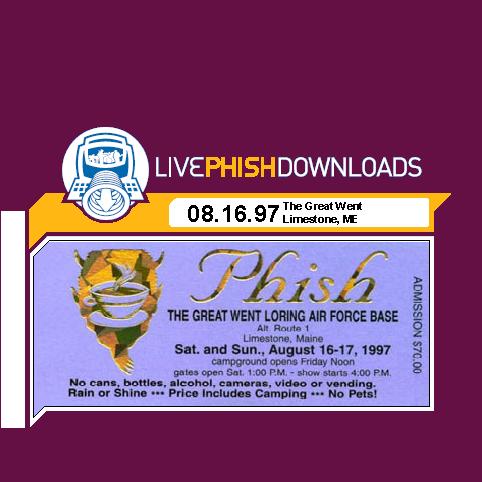 LIVEPHISHDOWNLOADS
08.16.97 The Great Went
Limestone, ME
Phish
THE GREAT WENT LORING AIR FORCE BASE
Alt. Route 1
Limestone, Maine
Sat. and Sun., August 16-17, 1997
campground opens Friday Noon
gates open Sat. 1:00 P.M. - show starts 4:00 P.M.
No cans, bottles, alcohol, cameras, video or vending.
Rain or Shine *** Price Includes Camping *** No Pets!
ADMISSION $70.00